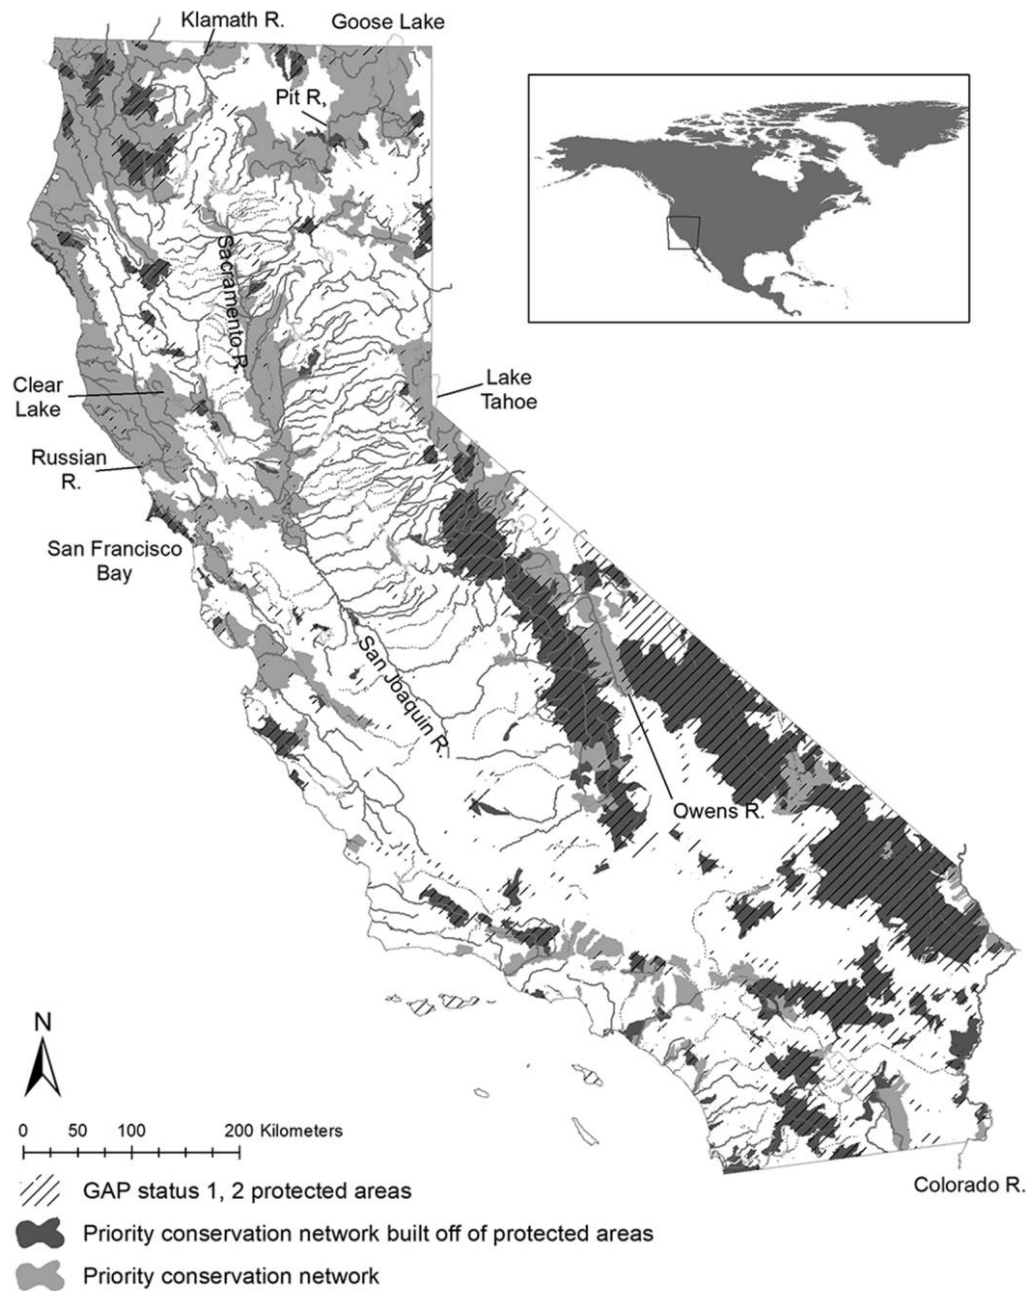 Klamath R.
Goose Lake
Pit R.
Sacramento R.
Clear
Lake
Lake
Tahoe
Russian
R.
San Francisco
Bay
San Joaquin R.
Owens R.
N
0 50 100 200 Kilometers
Colorado R.
GAP status 1, 2 protected areas
Priority conservation network built off of protected areas
Priority conservation network